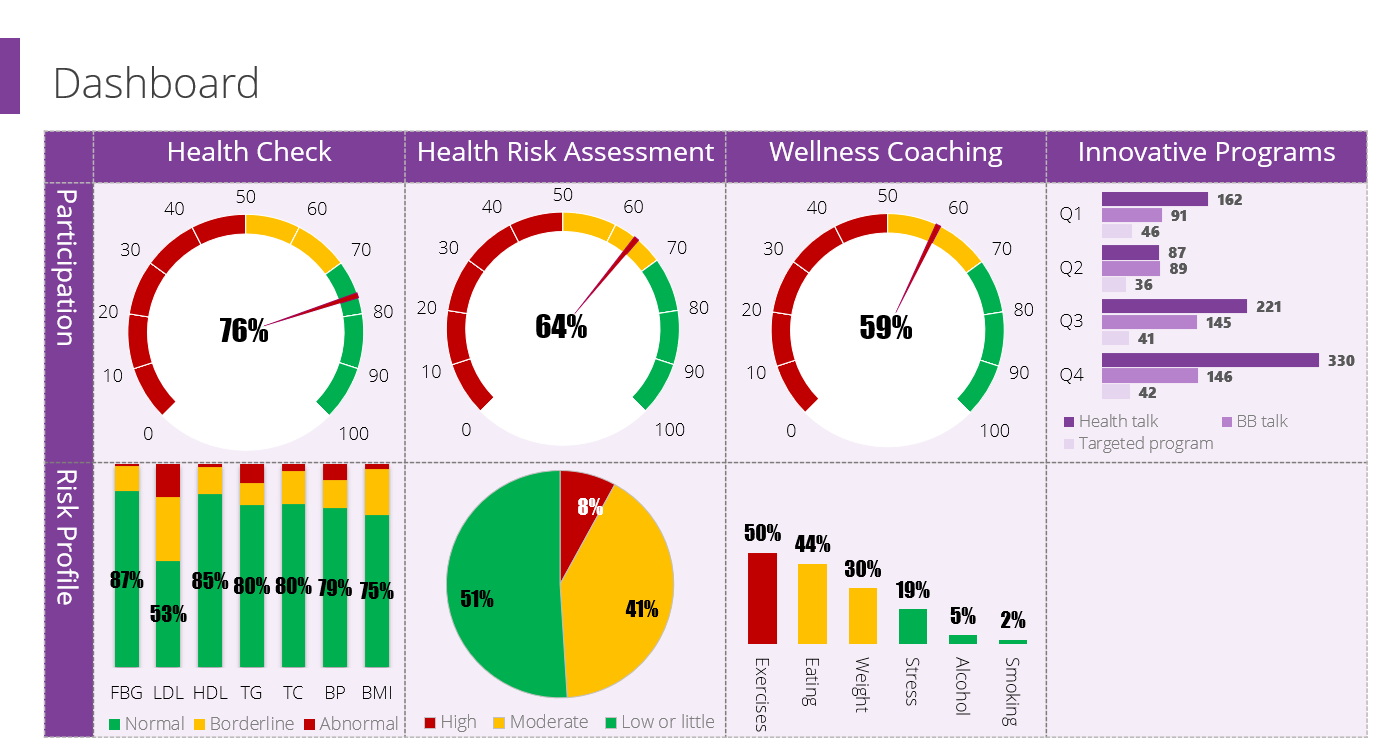 Dashboard
Health Check
Health Risk Assessment
Wellness Coaching
Innovative Programs
Participation
0
10
20
30
40
50
60
70
80
90
100
76%
0
10
20
30
40
50
60
70
80
90
100
64%
0
10
20
30
40
50
60
70
80
90
100
59%
Q1
162
91
46
Q2
87
89
36
Q3
221
145
41
Q4
330
146
42
Health talk BB talk
Targeted program
Risk Profile
87% 53% 85% 80% 80% 79% 75%
FBG LDL HDL TG TC BP BMI
Normal Borderline Abnormal
8%
41%
51%
High Moderate Low or little
50% 44% 30% 19% 5% 2%
Exercises
Eating
Weight
Stress
Alcohol
Smoking